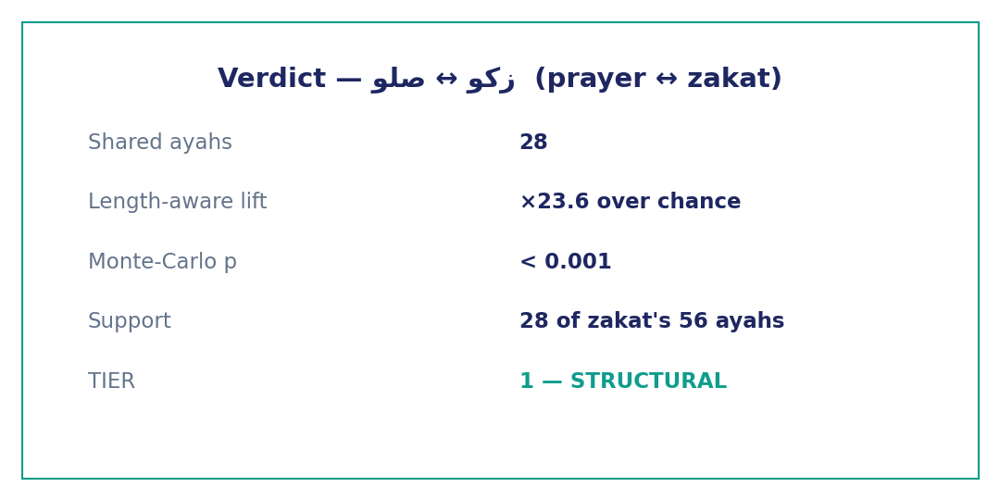 Verdict — صلو ↔ زكو (prayer ↔ zakat)
Shared ayahs 28
Length-aware lift ×23.6 over chance
Monte-Carlo p < 0.001
Support 28 of zakat's 56 ayahs
TIER 1 — STRUCTURAL